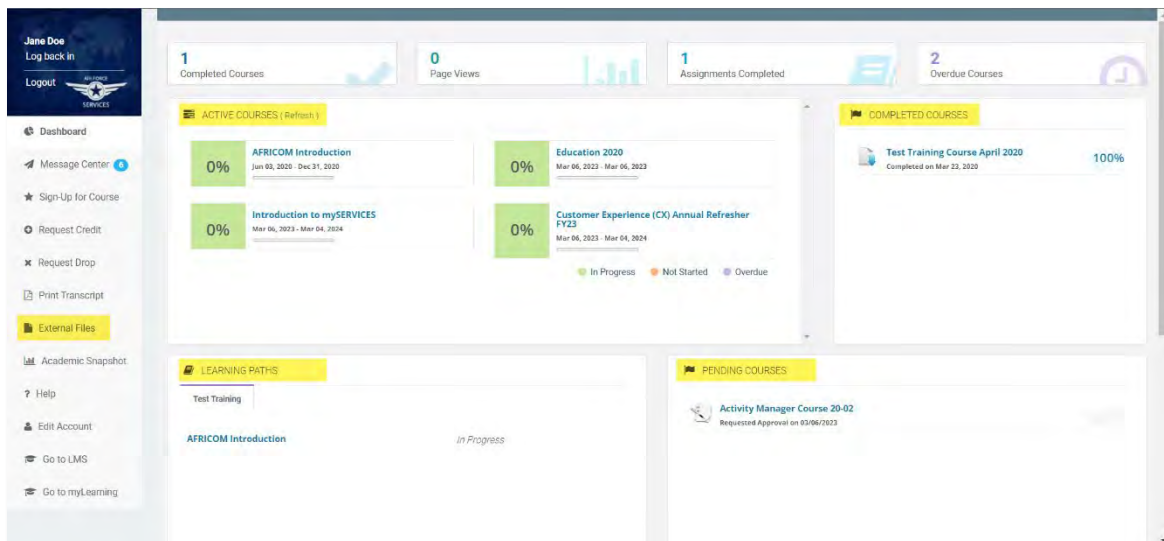 Jane Doe
Log back in
Logout
AIR FORCE
SERVICES
Dashboard
Message Center 6
Sign-Up for Course
Request Credit
Request Drop
Print Transcript
External Files
Academic Snapshot
? Help
Edit Account
Go to LMS
Go to myLearning
1
Completed Courses
0
Page Views
1
Assignments Completed
2
Overdue Courses
ACTIVE COURSES ( Refresh )
0%
AFRICOM Introduction
Jun 03, 2020 - Dec 31, 2020
0%
Education 2020
Mar 06, 2023 - Mar 06, 2023
0%
Introduction to mySERVICES
Mar 06, 2023 - Mar 04, 2024
0%
Customer Experience (CX) Annual Refresher
FY23
Mar 06, 2023 - Mar 04, 2024
In Progress Not Started Overdue
COMPLETED COURSES
Test Training Course April 2020
Completed on Mar 23, 2020
100%
LEARNING PATHS
Test Training
AFRICOM Introduction In Progress
PENDING COURSES
Activity Manager Course 20-02
Requested Approval on 03/06/2023